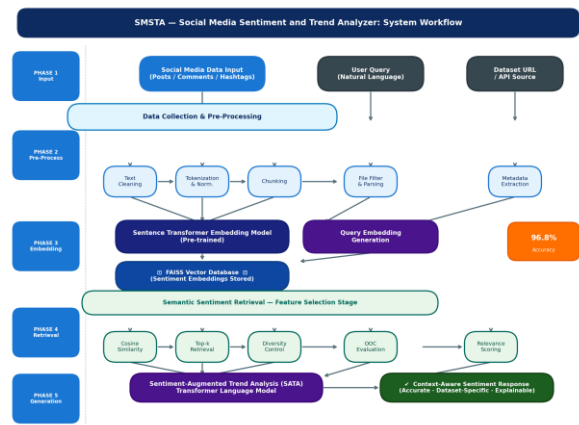 SMSTA — Social Media Sentiment and Trend Analyzer: System Workflow
PHASE 1
Input
Social Media Data Input
(Posts / Comments / Hashtags)
User Query
(Natural Language)
Dataset URL
/ API Source
Data Collection & Pre-Processing
PHASE 2
Pre-Process
Text
Cleaning
Tokenization
& Norm.
Chunking
File Filter
& Parsing
Metadata
Extraction
PHASE 3
Embedding
Sentence Transformer Embedding Model
(Pre-trained)
Query Embedding
Generation
96.8%
Accuracy
FAISS Vector Database
(Sentiment Embeddings Stored)
Semantic Sentiment Retrieval — Feature Selection Stage
PHASE 4
Retrieval
Cosine
Similarity
Top-k
Retrieval
Diversity
Control
OOC
Evaluation
Relevance
Scoring
PHASE 5
Generation
Sentiment-Augmented Trend Analysis (SATA)
Transformer Language Model
✓ Context-Aware Sentiment Response
(Accurate · Dataset-Specific · Explainable)